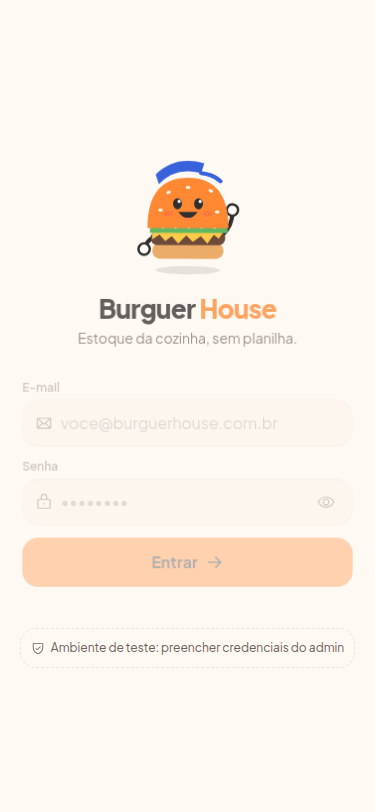 Burguer House
Estoque da cozinha, sem planilha.
E-mail
voce@burguerhouse.com.br
Senha
••••••••
Entrar →
Ambiente de teste: preencher credenciais do admin